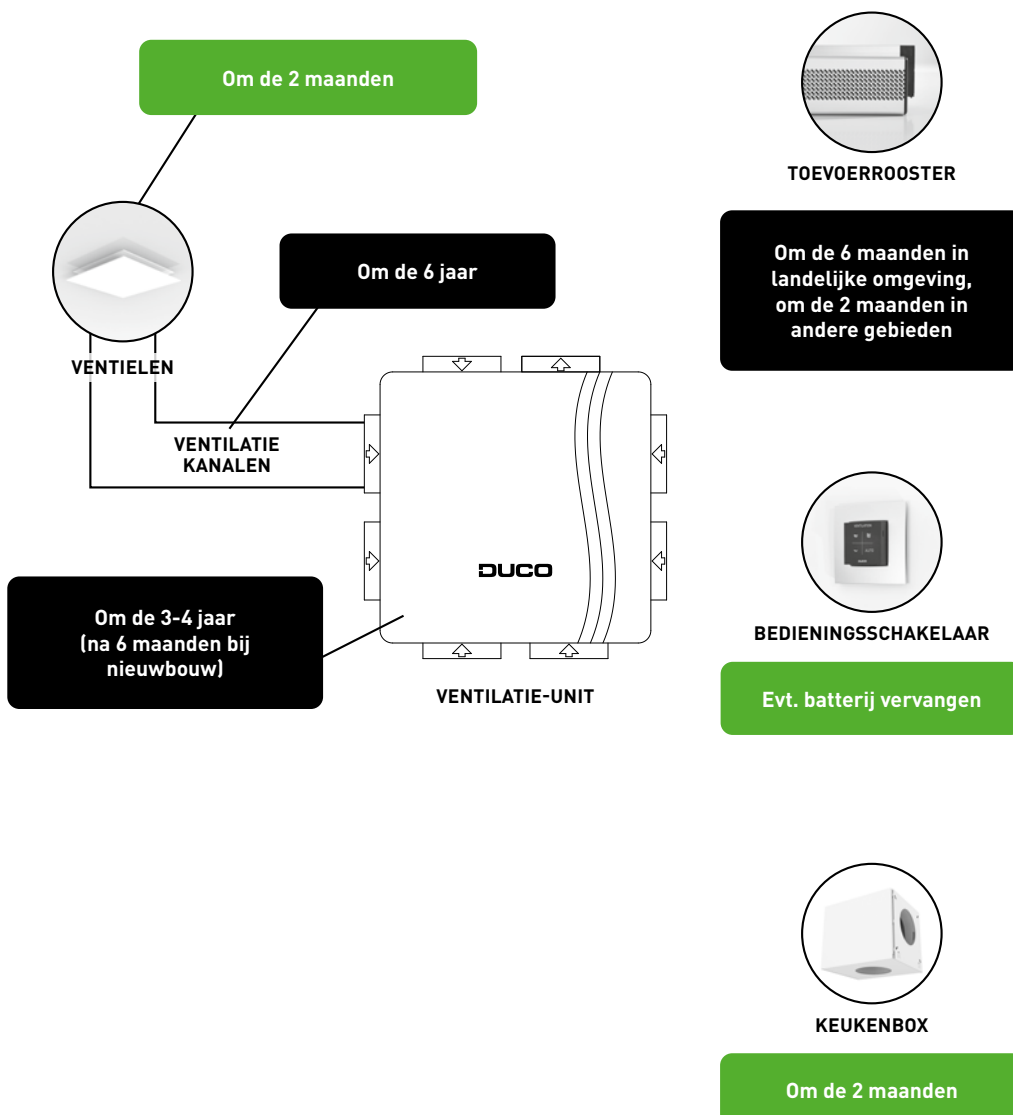 Om de 2 maanden
VENTIELEN
Om de 6 jaar
VENTILATIE
KANALEN
DUCO
Om de 3-4 jaar
(na 6 maanden bij
nieuwbouw)
VENTILATIE-UNIT
TOEVOERROOSTER
Om de 6 maanden in
landelijke omgeving,
om de 2 maanden in
andere gebieden
BEDIENINGSSCHAKELAAR
Evt. batterij vervangen
KEUKENBOX
Om de 2 maanden